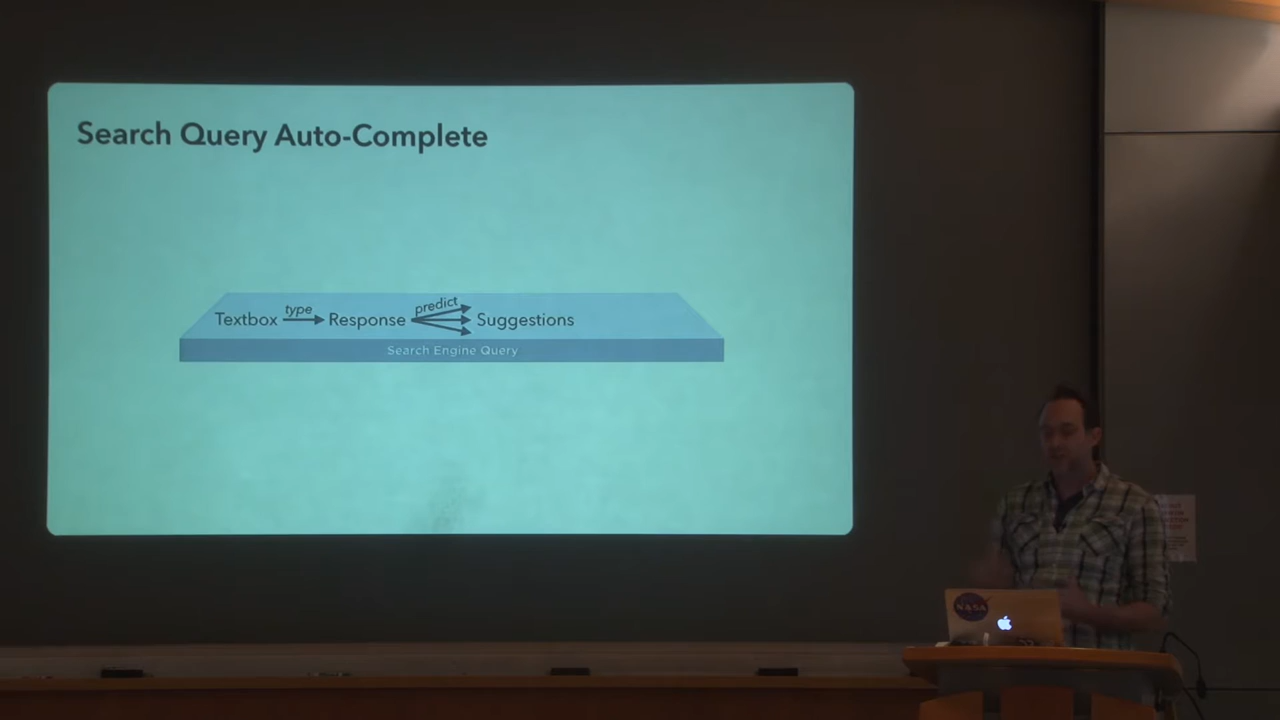 Search Query Auto-Complete
type
predict
Textbox Response Suggestions
Search Engine Query
NASA